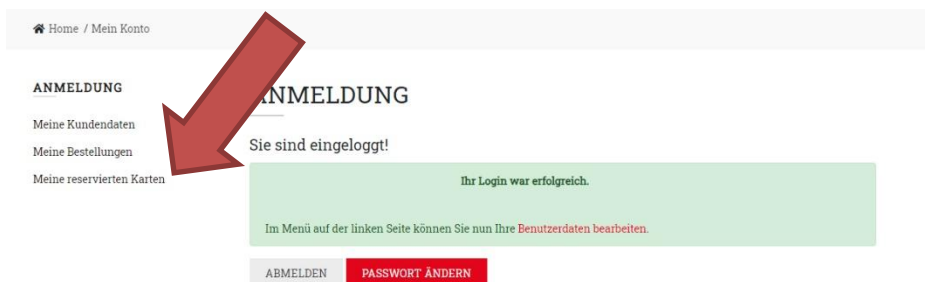 Home / Mein Konto
ANMELDUNG
Meine Kundendaten
Meine Bestellungen
Meine reservierten Karten
ANMELDUNG
Sie sind eingeloggt!
Ihr Login war erfolgreich.
Im Menü auf der linken Seite können Sie nun Ihre Benutzerdaten bearbeiten.
ABMELDEN
PASSWORT ÄNDERN